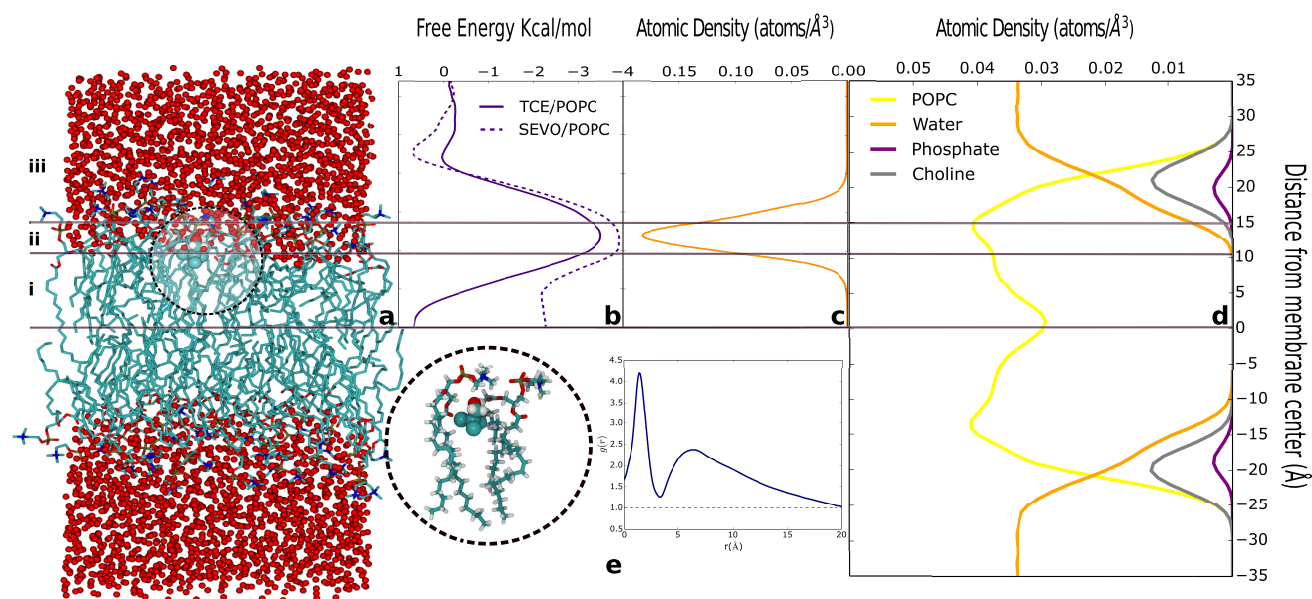 Free Energy Kcal/mol
Atomic Density (atoms/Å³)
Atomic Density (atoms/Å³)
1 0 −1 −2 −3 −4
0.15 0.10 0.05 0.00
0.05 0.04 0.03 0.02 0.01
TCE/POPC
SEVO/POPC
POPC
Water
Phosphate
Choline
35
30
25
20
15
10
5
0
−5
−10
−15
−20
−25
−30
−35
Distance from membrane center (Å)
iii
ii
i
a
b
c
d
4.5
4.0
3.5
3.0
2.5
2.0
1.5
1.0
0.5
g(r)
0 5 10 15 20
r(Å)
e